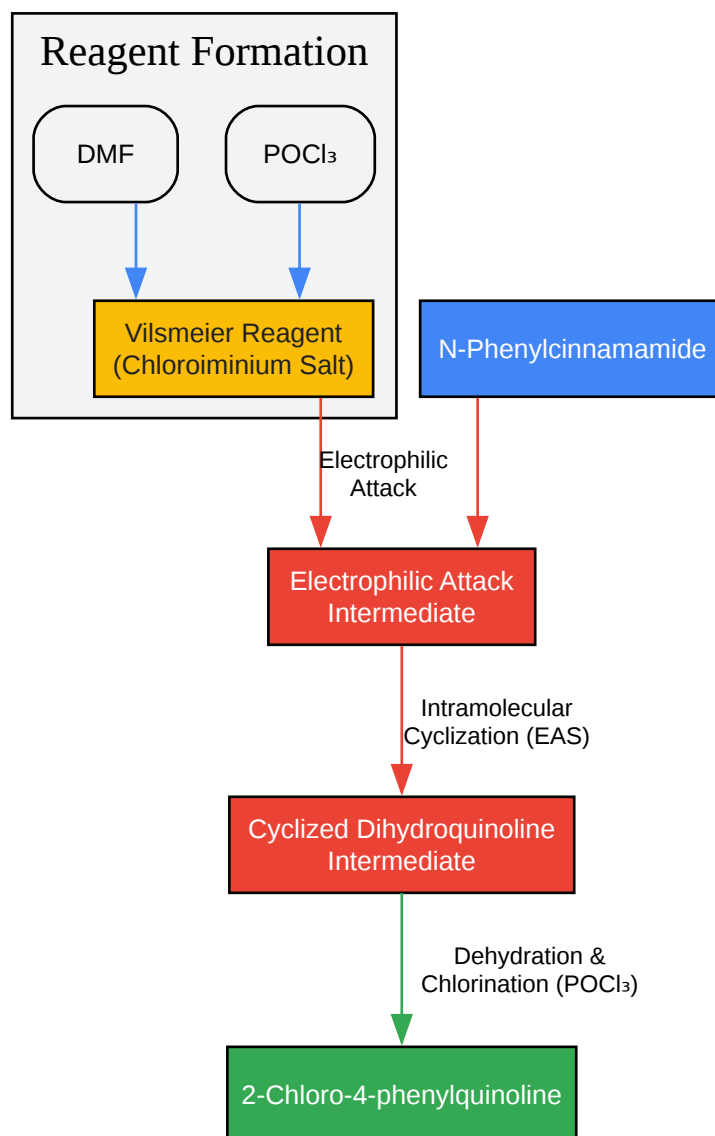 Reagent Formation
DMF
POCl₃
Vilsmeier Reagent
(Chloroiminium Salt)
N-Phenylcinnamamide
Electrophilic
Attack
Electrophilic Attack
Intermediate
Intramolecular
Cyclization (EAS)
Cyclized Dihydroquinoline
Intermediate
Dehydration &
Chlorination (POCl₃)
2-Chloro-4-phenylquinoline